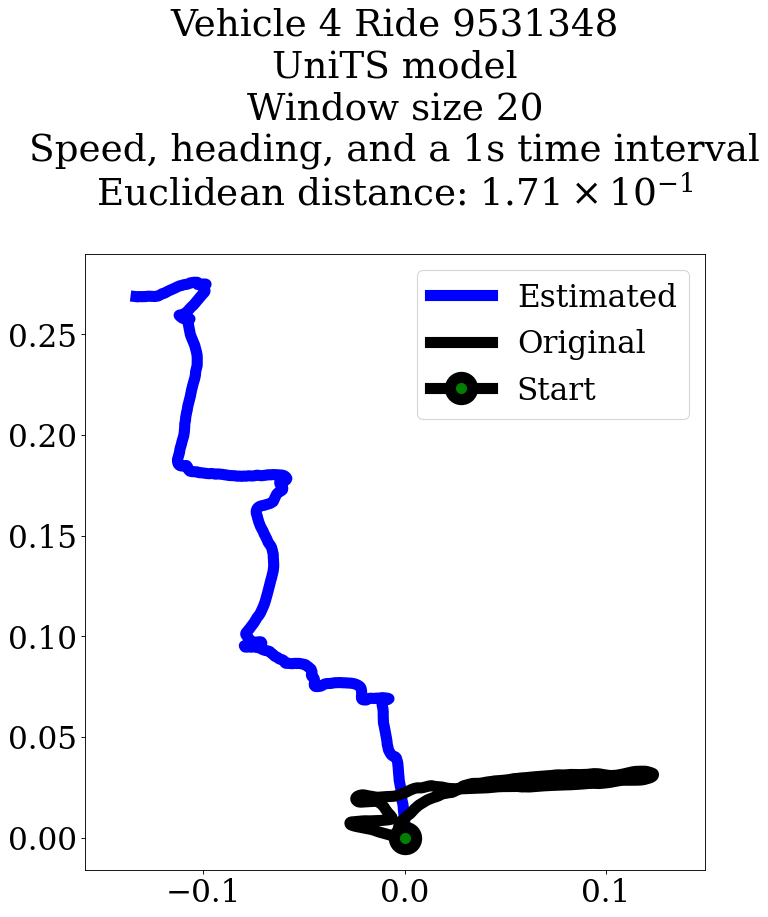 Vehicle 4 Ride 9531348
UniTS model
Window size 20
Speed, heading, and a 1s time interval
Euclidean distance: 1.71 × 10⁻¹
Estimated
Original
Start
0.25
0.20
0.15
0.10
0.05
0.00
−0.1
0.0
0.1